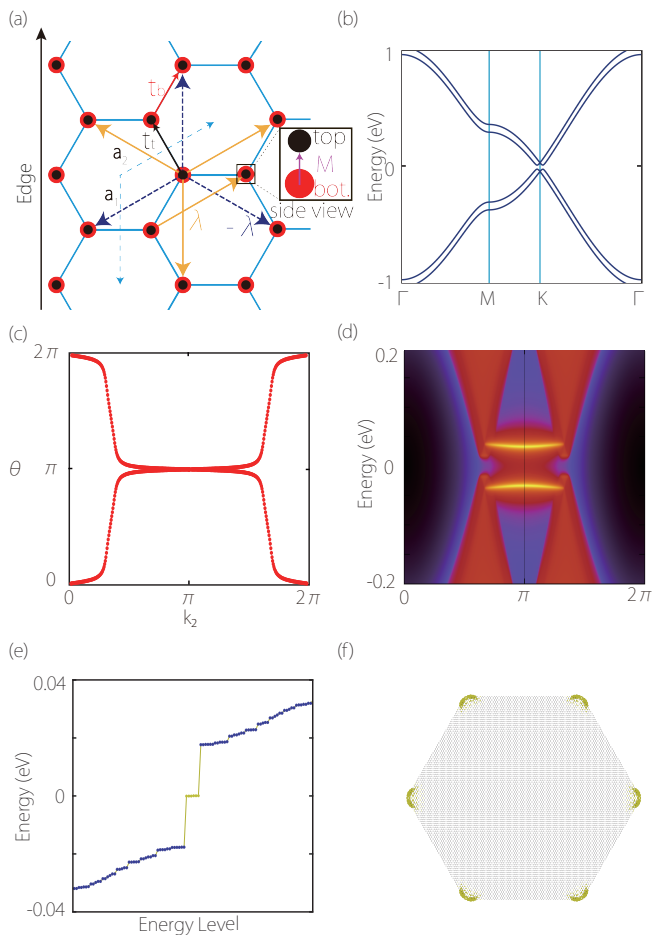 (a)
Edge
t_b
t_t
a
a
λ
-λ
top
M
bot.
side view
(b)
Energy (eV)
1
0
-1
Γ
M
K
Γ
(c)
θ
2π
π
0
0
π
2π
k₂
(d)
Energy (eV)
0.2
0
-0.2
0
π
2π
(e)
Energy (eV)
0.04
0
-0.04
Energy Level
(f)